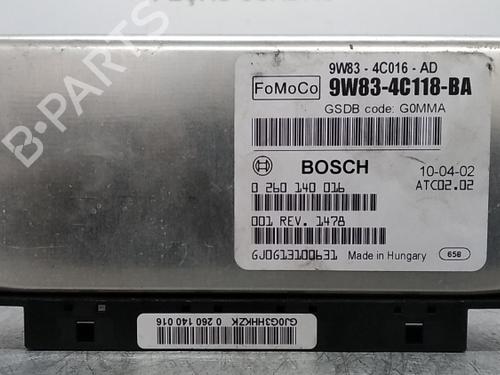 B-PARTS
9W83 - 4C016 - AD
FoMoCo 9W83-4C118-BA
GSDB code: G0MMA
BOSCH 10-04-02
0 260 140 016 ATC02.02
001 REV. 1478
GJ0G13100631 Made in Hungary 658
GJ0G3HHKZK 0 260 140 016